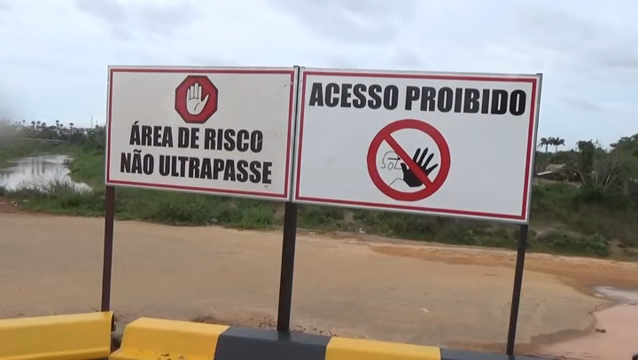 ÁREA DE RISCO
NÃO ULTRAPASSE
ACESSO PROIBIDO